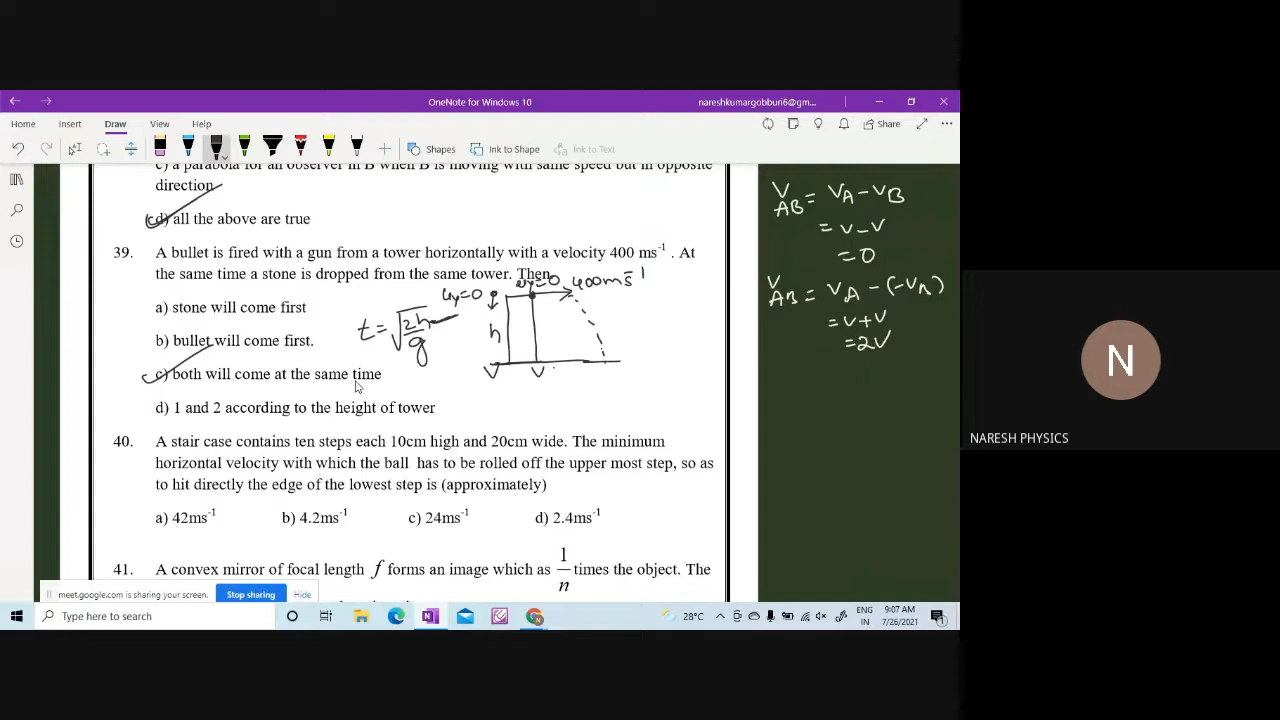 OneNote for Windows 10
nareshkumargobburi6@gm...
Home Insert Draw View Help
Share
Shapes Ink to Shape Ink to Text
c) a parabola for an observer in B when B is moving with same speed but in opposite
direction
d) all the above are true
39. A bullet is fired with a gun from a tower horizontally with a velocity 400 ms⁻¹ . At
the same time a stone is dropped from the same tower. Then
uy=0 uy=0 400ms⁻¹
a) stone will come first
t=√2h/g
h
b) bullet will come first.
c) both will come at the same time
V V
d) 1 and 2 according to the height of tower
40. A stair case contains ten steps each 10cm high and 20cm wide. The minimum
horizontal velocity with which the ball has to be rolled off the upper most step, so as
to hit directly the edge of the lowest step is (approximately)
a) 42ms⁻¹ b) 4.2ms⁻¹ c) 24ms⁻¹ d) 2.4ms⁻¹
41. A convex mirror of focal length f forms an image which as 1/n times the object. The
V AB = VA – VB
= v – v
= 0
V AB = VA – (–VB)
= v + v
= 2V
N
NARESH PHYSICS
meet.google.com is sharing your screen. Stop sharing Hide
Type here to search
28°C
ENG
IN
9:07 AM
7/26/2021
1